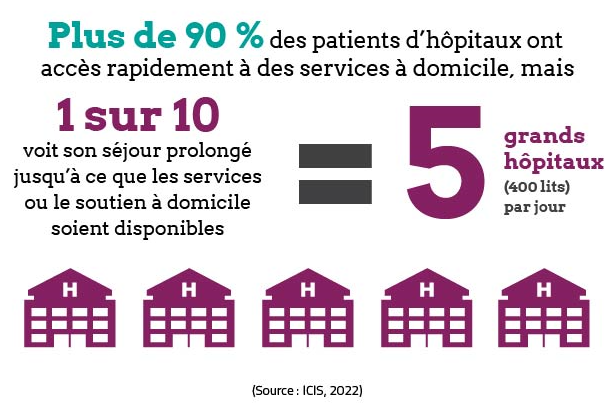 Plus de 90 % des patients d’hôpitaux ont
accès rapidement à des services à domicile, mais
1 sur 10
voit son séjour prolongé
jusqu’à ce que les services
ou le soutien à domicile
soient disponibles
=
5
grands
hôpitaux
(400 lits)
par jour
H H H H H
(Source : ICIS, 2022)